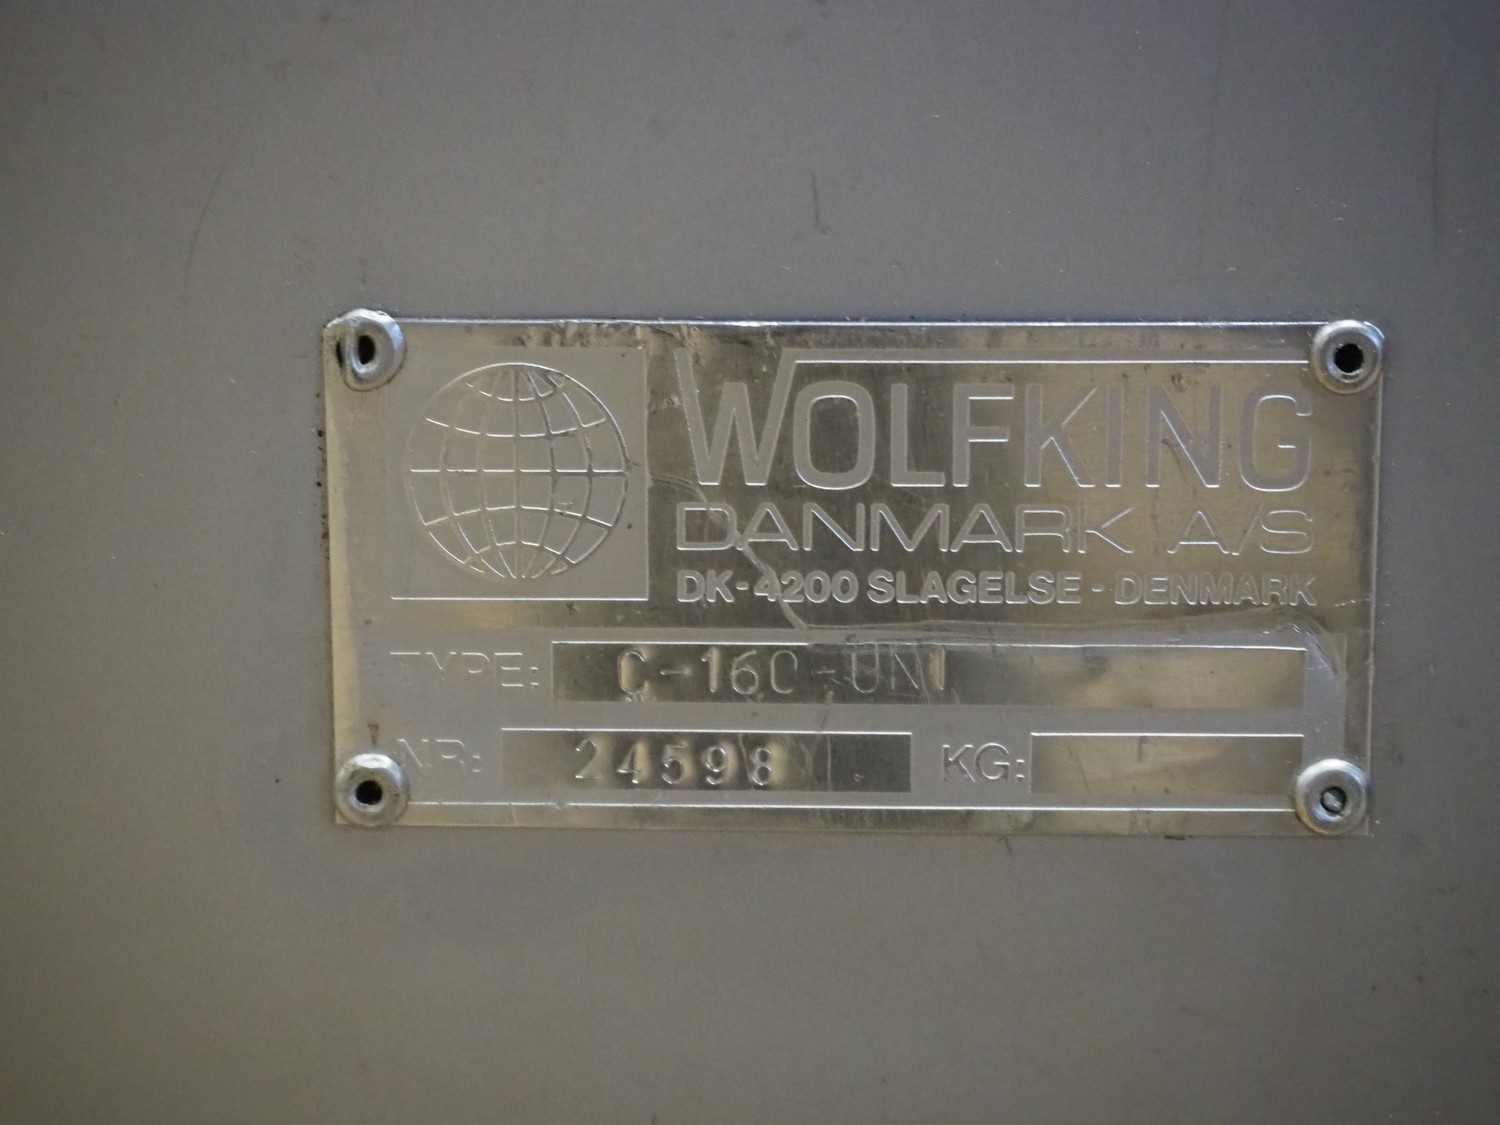 WOLFKING
DANMARK A/S
DK-4200 SLAGELSE - DENMARK
TYPE: C-160-UNI
NR: 24598 KG: